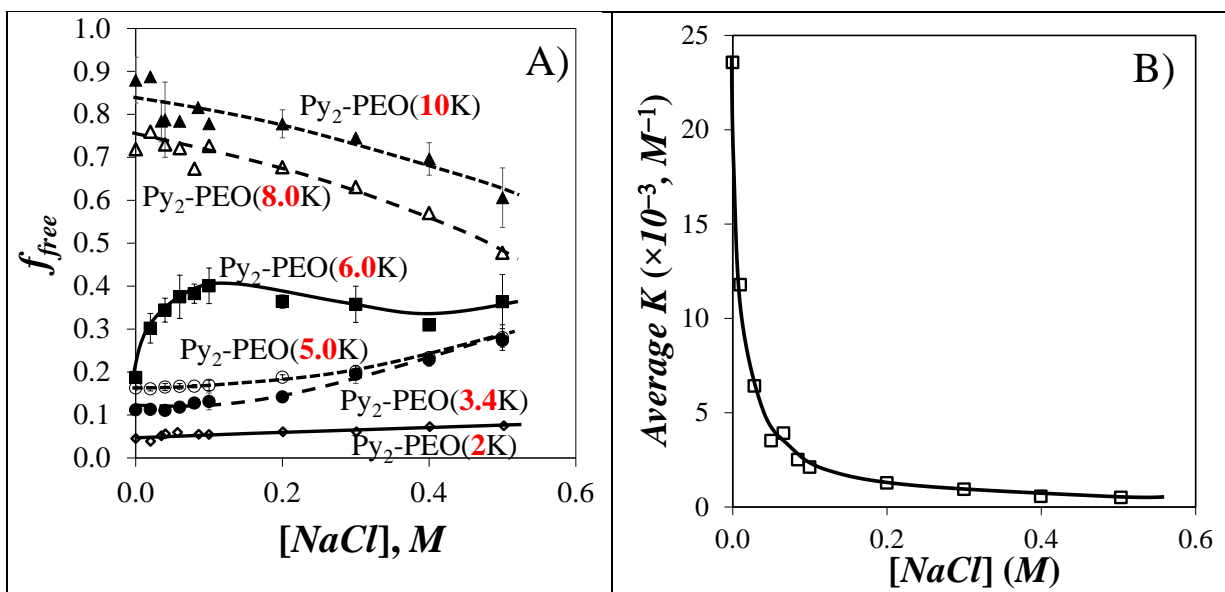 A)
f_free
1.0
0.9
0.8
0.7
0.6
0.5
0.4
0.3
0.2
0.1
0.0
Py₂-PEO(10K)
Py₂-PEO(8.0K)
Py₂-PEO(6.0K)
Py₂-PEO(5.0K)
Py₂-PEO(3.4K)
Py₂-PEO(2K)
0.0 0.2 0.4 0.6
[NaCl], M
B)
Average K (×10⁻³, M⁻¹)
25
20
15
10
5
0
0.0 0.2 0.4 0.6
[NaCl] (M)